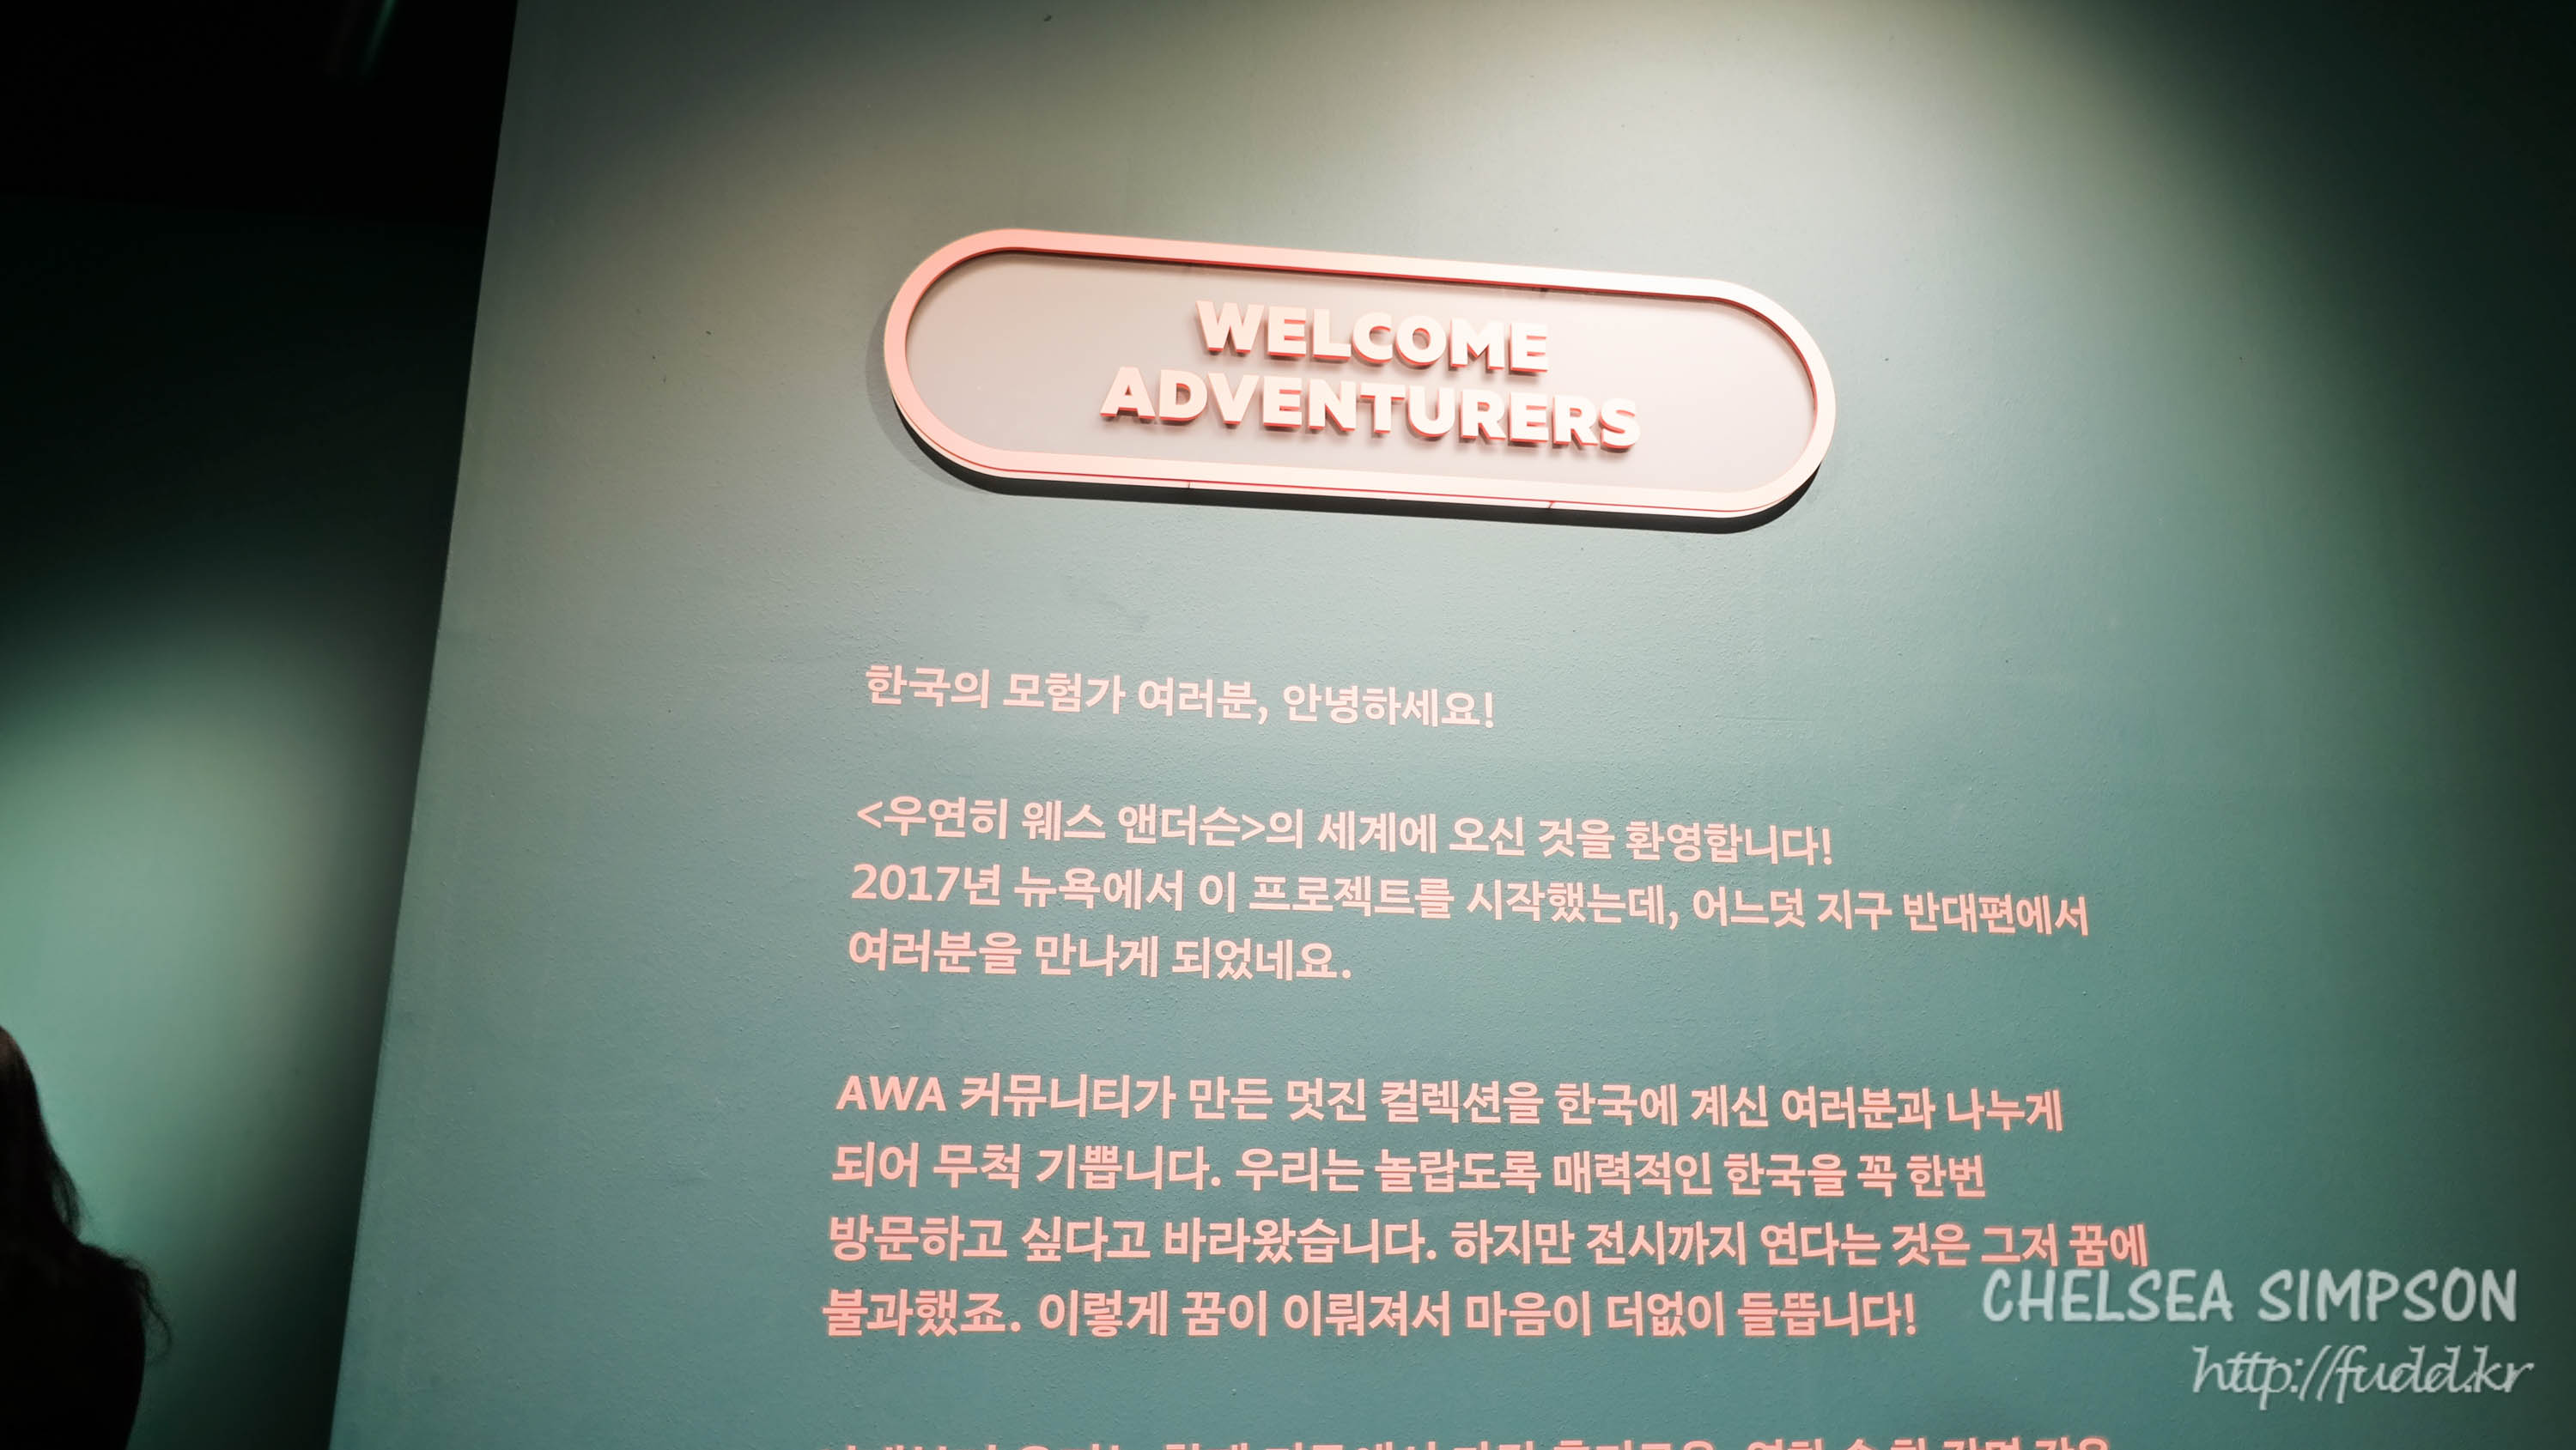 WELCOME
ADVENTURERS
한국의 모험가 여러분, 안녕하세요!
<우연히 웨스 앤더슨>의 세계에 오신 것을 환영합니다!
2017년 뉴욕에서 이 프로젝트를 시작했는데, 어느덧 지구 반대편에서
여러분을 만나게 되었네요.
AWA 커뮤니티가 만든 멋진 컬렉션을 한국에 계신 여러분과 나누게
되어 무척 기쁩니다. 우리는 놀랍도록 매력적인 한국을 꼭 한번
방문하고 싶다고 바라왔습니다. 하지만 전시까지 연다는 것은 그저 꿈에
불과했죠. 이렇게 꿈이 이뤄져서 마음이 더없이 들뜹니다!
CHELSEA SIMPSON
http://fudd.kr